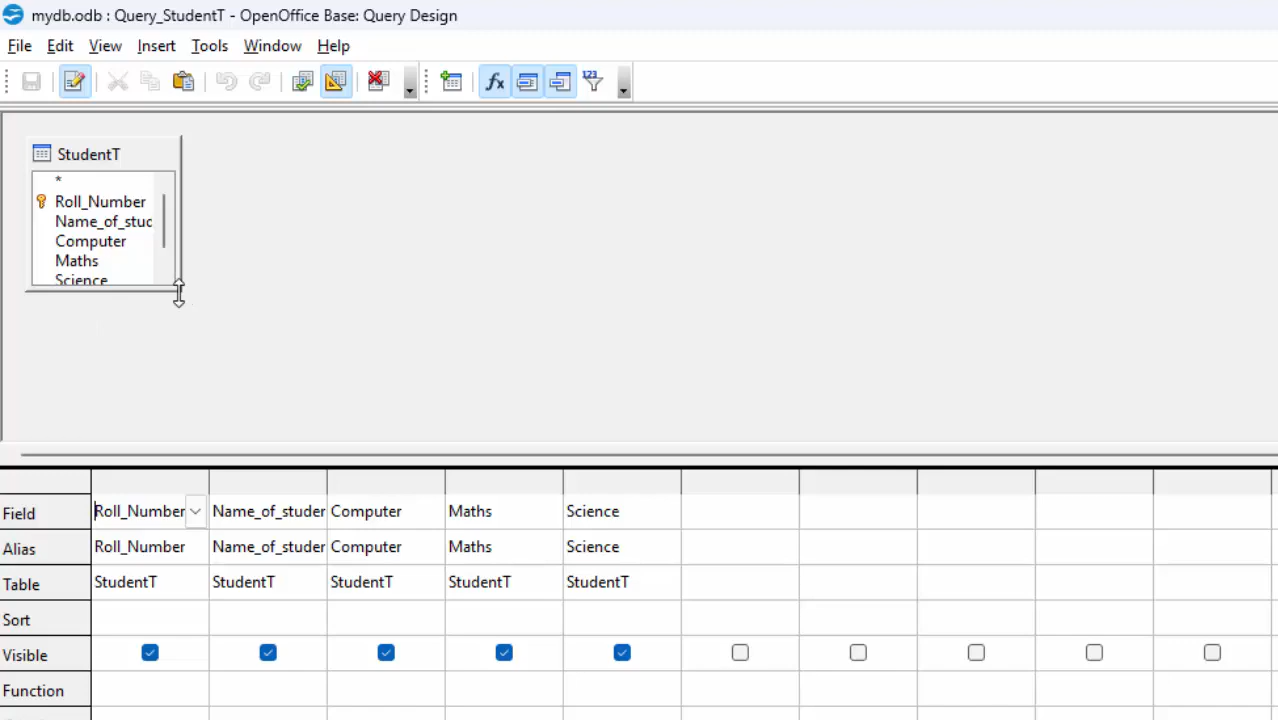 mydb.odb : Query_StudentT - OpenOffice Base: Query Design
File Edit View Insert Tools Window Help
StudentT
*
Roll_Number
Name_of_stuc
Computer
Maths
Science
Field Roll_Number Name_of_studer Computer Maths Science
Alias Roll_Number Name_of_studer Computer Maths Science
Table StudentT StudentT StudentT StudentT StudentT
Sort
Visible
Function